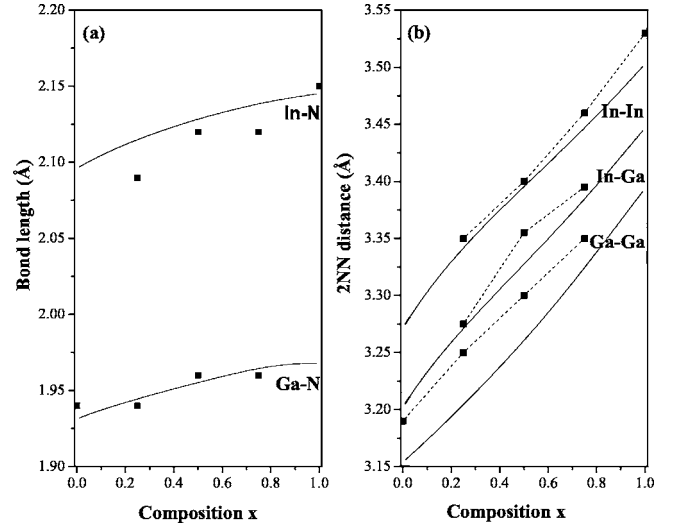 (a)
2.20
2.15
2.10
2.05
2.00
1.95
1.90
In-N
Ga-N
0.0 0.2 0.4 0.6 0.8 1.0
Composition x
Bond length (Å)
(b)
3.55
3.50
3.45
3.40
3.35
3.30
3.25
3.20
3.15
In-In
In-Ga
Ga-Ga
0.0 0.2 0.4 0.6 0.8 1.0
Composition x
2NN distance (Å)